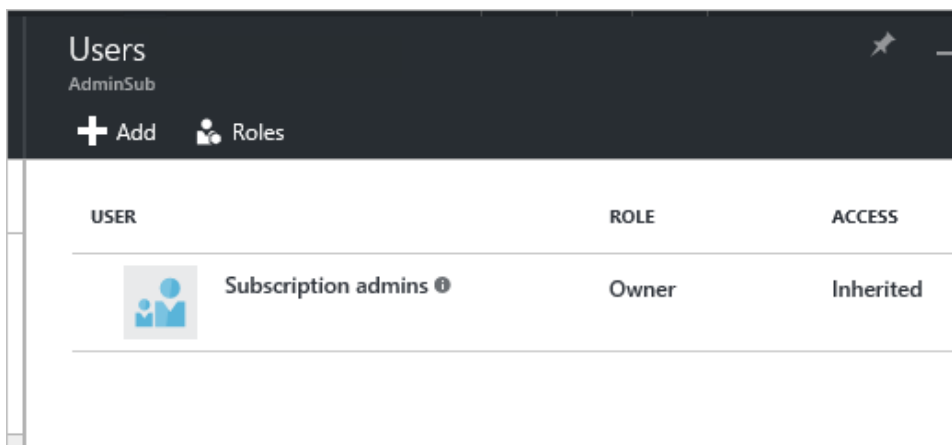 Users
AdminSub
Add Roles
USER ROLE ACCESS
Subscription admins Owner Inherited